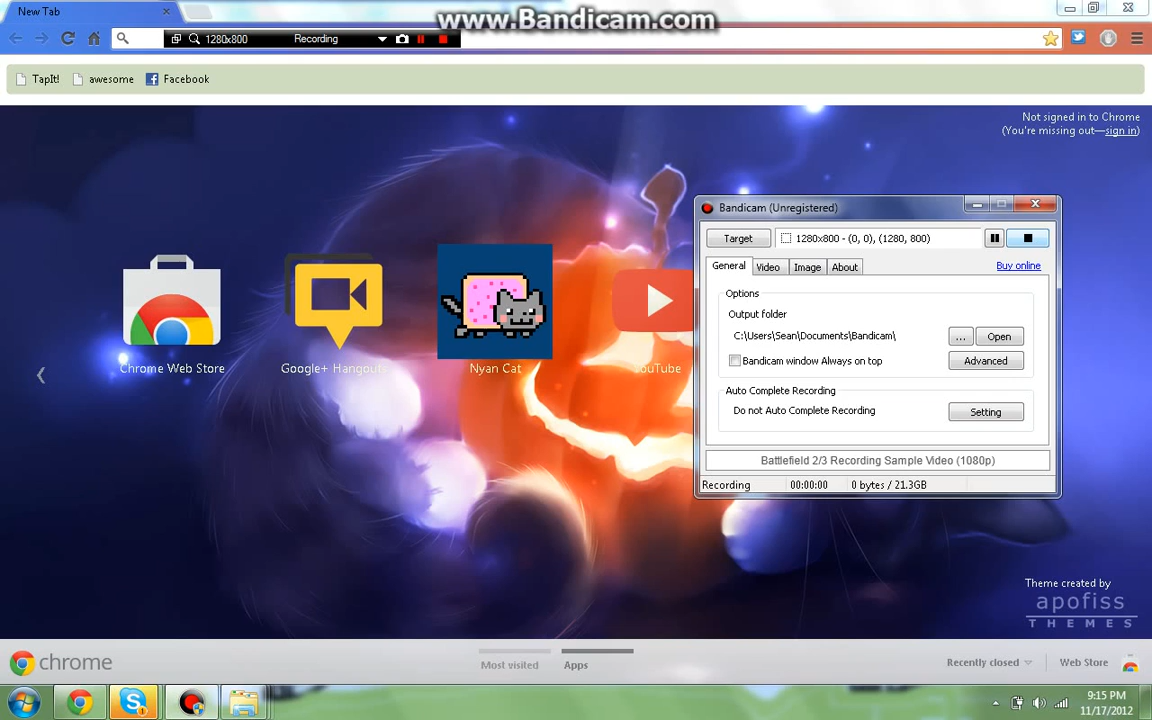 New Tab
www.Bandicam.com
1280x800
Recording
TapIt!
awesome
Facebook
Not signed in to Chrome
(You're missing out—sign in)
Bandicam (Unregistered)
Target
1280x800 - (0, 0), (1280, 800)
General
Video
Image
About
Buy online
Options
Output folder
C:\Users\Sean\Documents\Bandicam\
...
Open
Bandicam window Always on top
Advanced
Auto Complete Recording
Do not Auto Complete Recording
Setting
Battlefield 2/3 Recording Sample Video (1080p)
Recording
00:00:00
0 bytes / 21.3GB
Chrome Web Store
Google+ Hangouts
Nyan Cat
YouTube
Theme created by
apofiss
THEMES
chrome
Most visited
Apps
Recently closed
Web Store
9:15 PM
11/17/2012